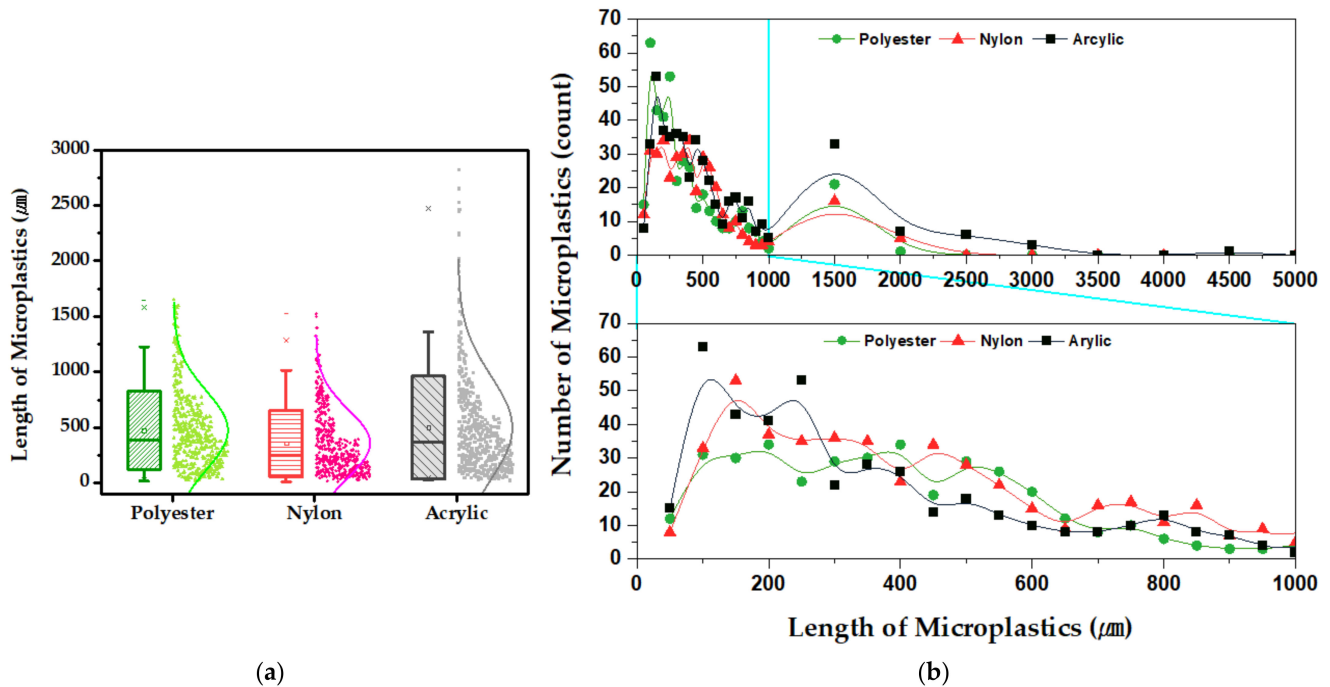 3000
2500
2000
1500
1000
500
0
Length of Microplastics (㎛)
Polyester Nylon Acrylic
(a)
Number of Microplastics (count)
70
60
50
40
30
20
10
0
Polyester Nylon Arcylic
0 500 1000 1500 2000 2500 3000 3500 4000 4500 5000
70
60
50
40
30
20
10
0
Polyester Nylon Arylic
0 200 400 600 800 1000
Length of Microplastics (㎛)
(b)